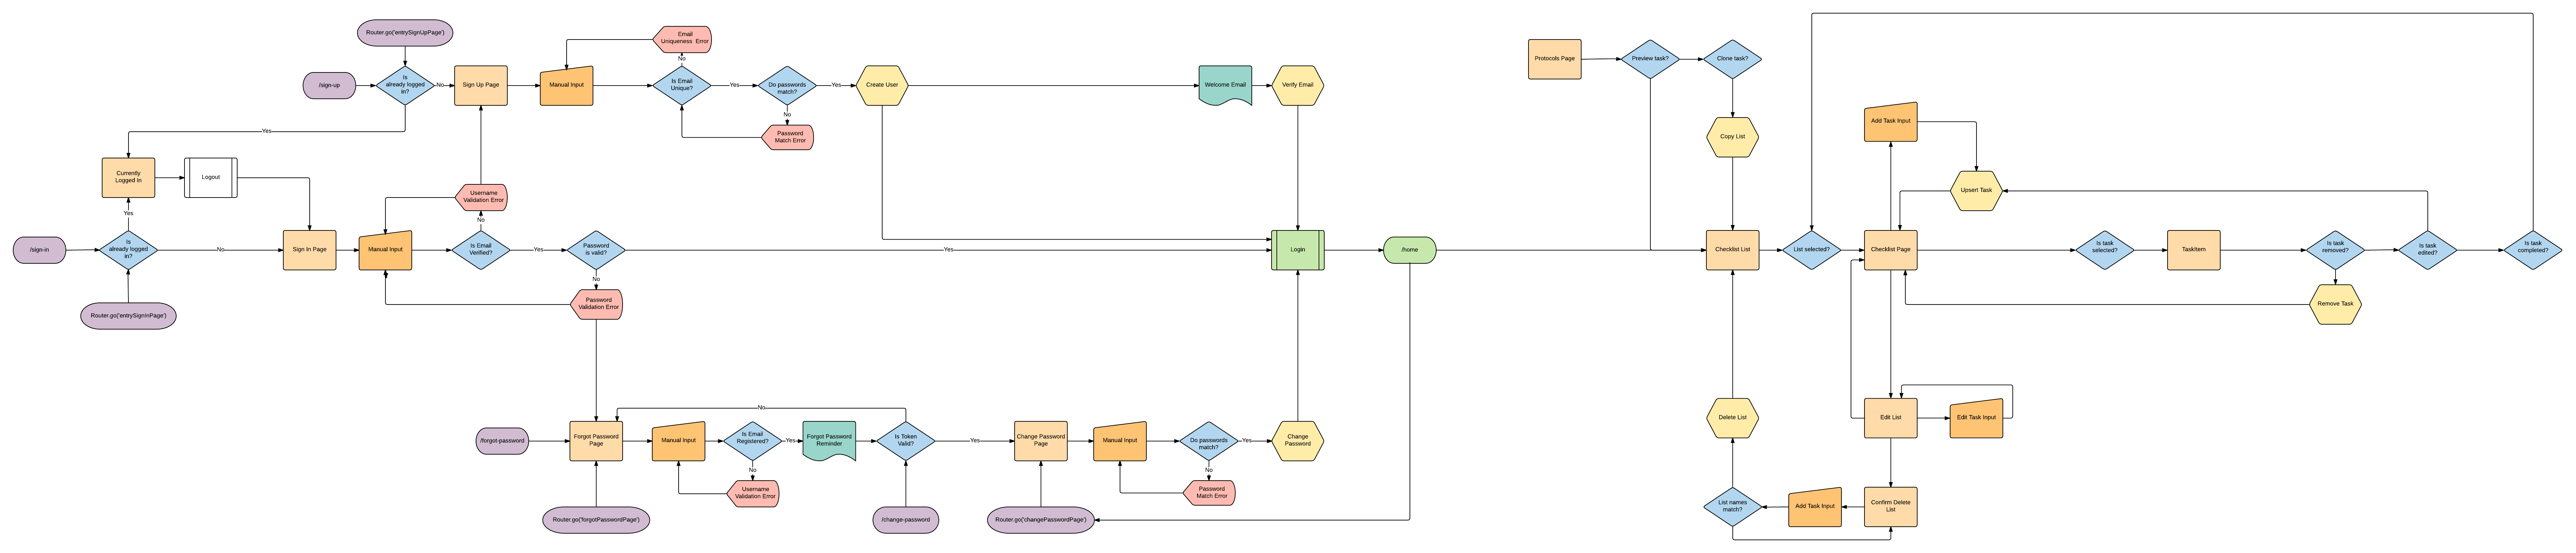 Router.go('entrySignUpPage')
/sign-up
Is
already logged
in?
No
Sign Up Page
Manual Input
Email
Uniqueness Error
No
Is Email
Unique?
Yes
Do passwords
match?
Yes
No
Password
Match Error
Create User
Welcome Email
Verify Email
Yes
Currently
Logged In
Logout
Yes
/sign-in
Is
already logged
in?
No
Router.go('entrySignInPage')
Sign In Page
Manual Input
Username
Validation Error
No
Is Email
Verified?
Yes
Password
is valid?
Yes
No
Password
Validation Error
Login
/home
/forgot-password
Forgot Password
Page
Router.go('forgotPasswordPage')
Manual Input
Is Email
Registered?
Yes
No
Username
Validation Error
Forgot Password
Reminder
No
Is Token
Valid?
Yes
/change-password
Change Password
Page
Router.go('changePasswordPage')
Manual Input
Do passwords
match?
Yes
No
Password
Match Error
Change
Password
Protocols Page
Preview task?
Clone task?
Copy List
Checklist List
List selected?
Checklist Page
Add Task Input
Upsert Task
Is task
selected?
TaskItem
Is task
removed?
Is task
edited?
Is task
completed?
Remove Task
Delete List
Edit List
Edit Task Input
List names
match?
Add Task Input
Confirm Delete
List